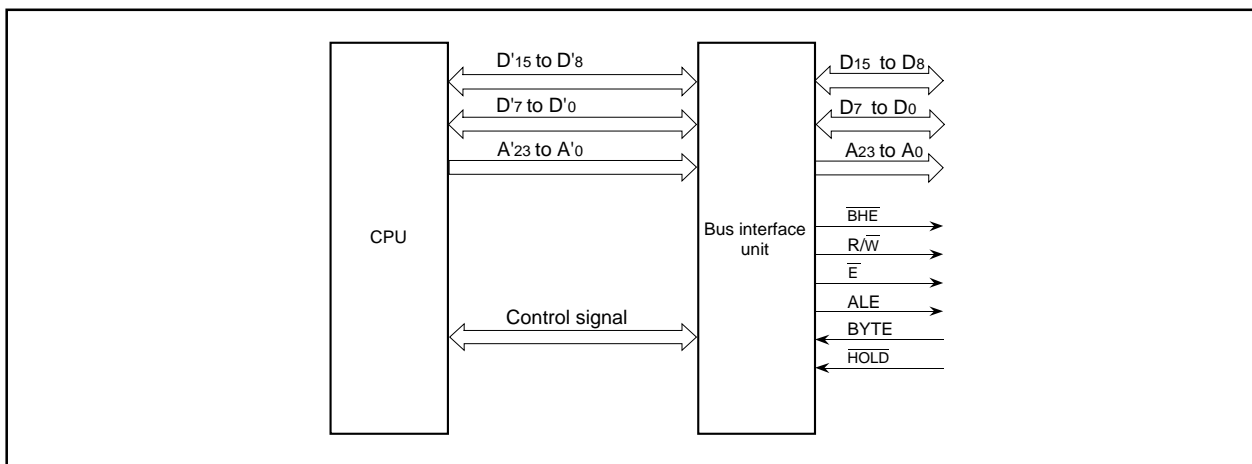 D'15 to D'8
D15 to D8
D'7 to D'0
D7 to D0
A'23 to A'0
A23 to A0
BHE
CPU
Bus interface
unit
R/W
E
ALE
Control signal
BYTE
HOLD